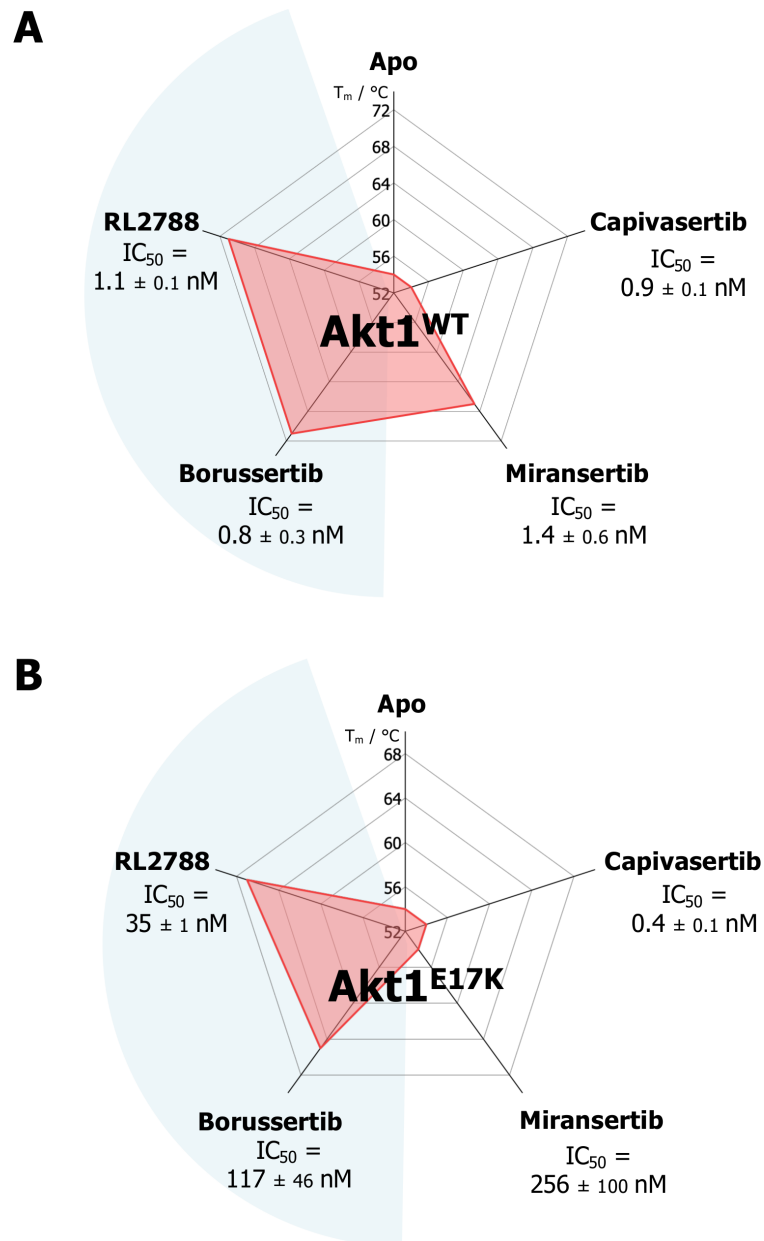 A
Apo
Tₘ / °C
72
68
64
60
56
52
RL2788
IC₅₀ =
1.1 ± 0.1 nM
Capivasertib
IC₅₀ =
0.9 ± 0.1 nM
Akt1ᵂᵀ
Borussertib
IC₅₀ =
0.8 ± 0.3 nM
Miransertib
IC₅₀ =
1.4 ± 0.6 nM
B
Apo
Tₘ / °C
68
64
60
56
52
RL2788
IC₅₀ =
35 ± 1 nM
Capivasertib
IC₅₀ =
0.4 ± 0.1 nM
Akt1ᴱ¹⁷ᴷ
Borussertib
IC₅₀ =
117 ± 46 nM
Miransertib
IC₅₀ =
256 ± 100 nM